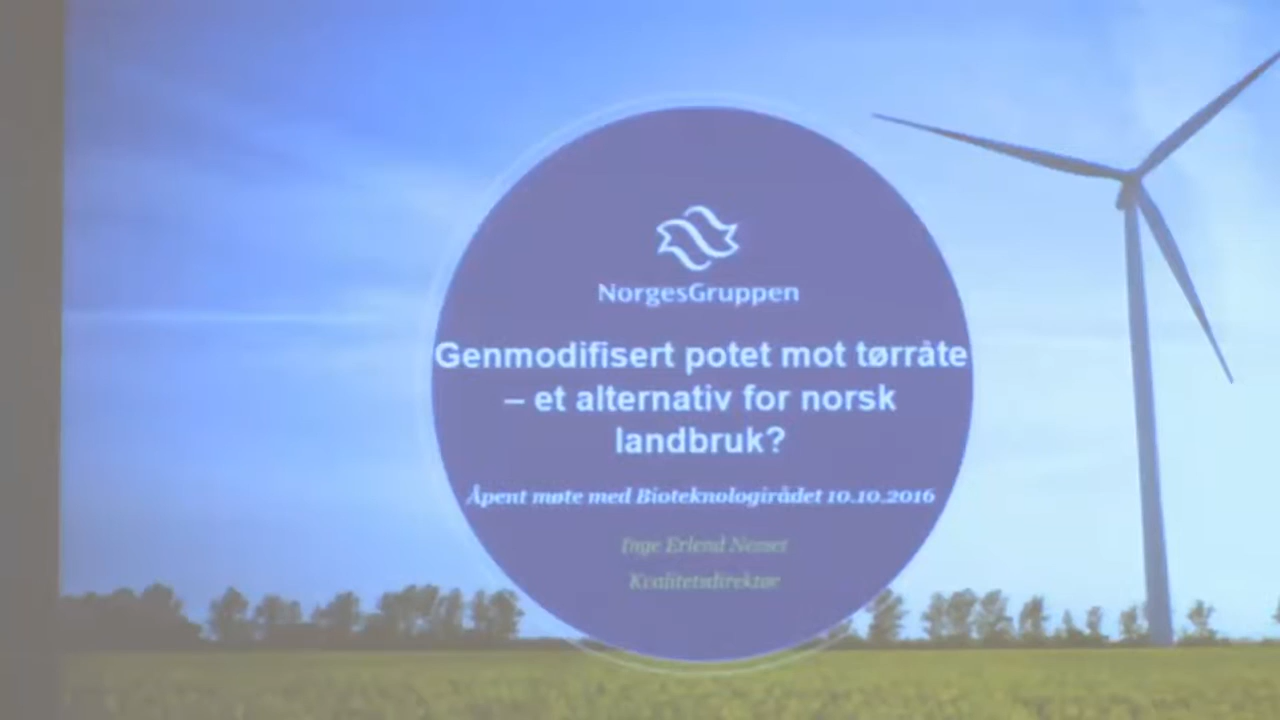 NorgesGruppen
Genmodifisert potet mot tørråte
– et alternativ for norsk
landbruk?
Åpent møte med Bioteknologirådet 10.10.2016
Inge Erlend
Kvalitetsdirektør